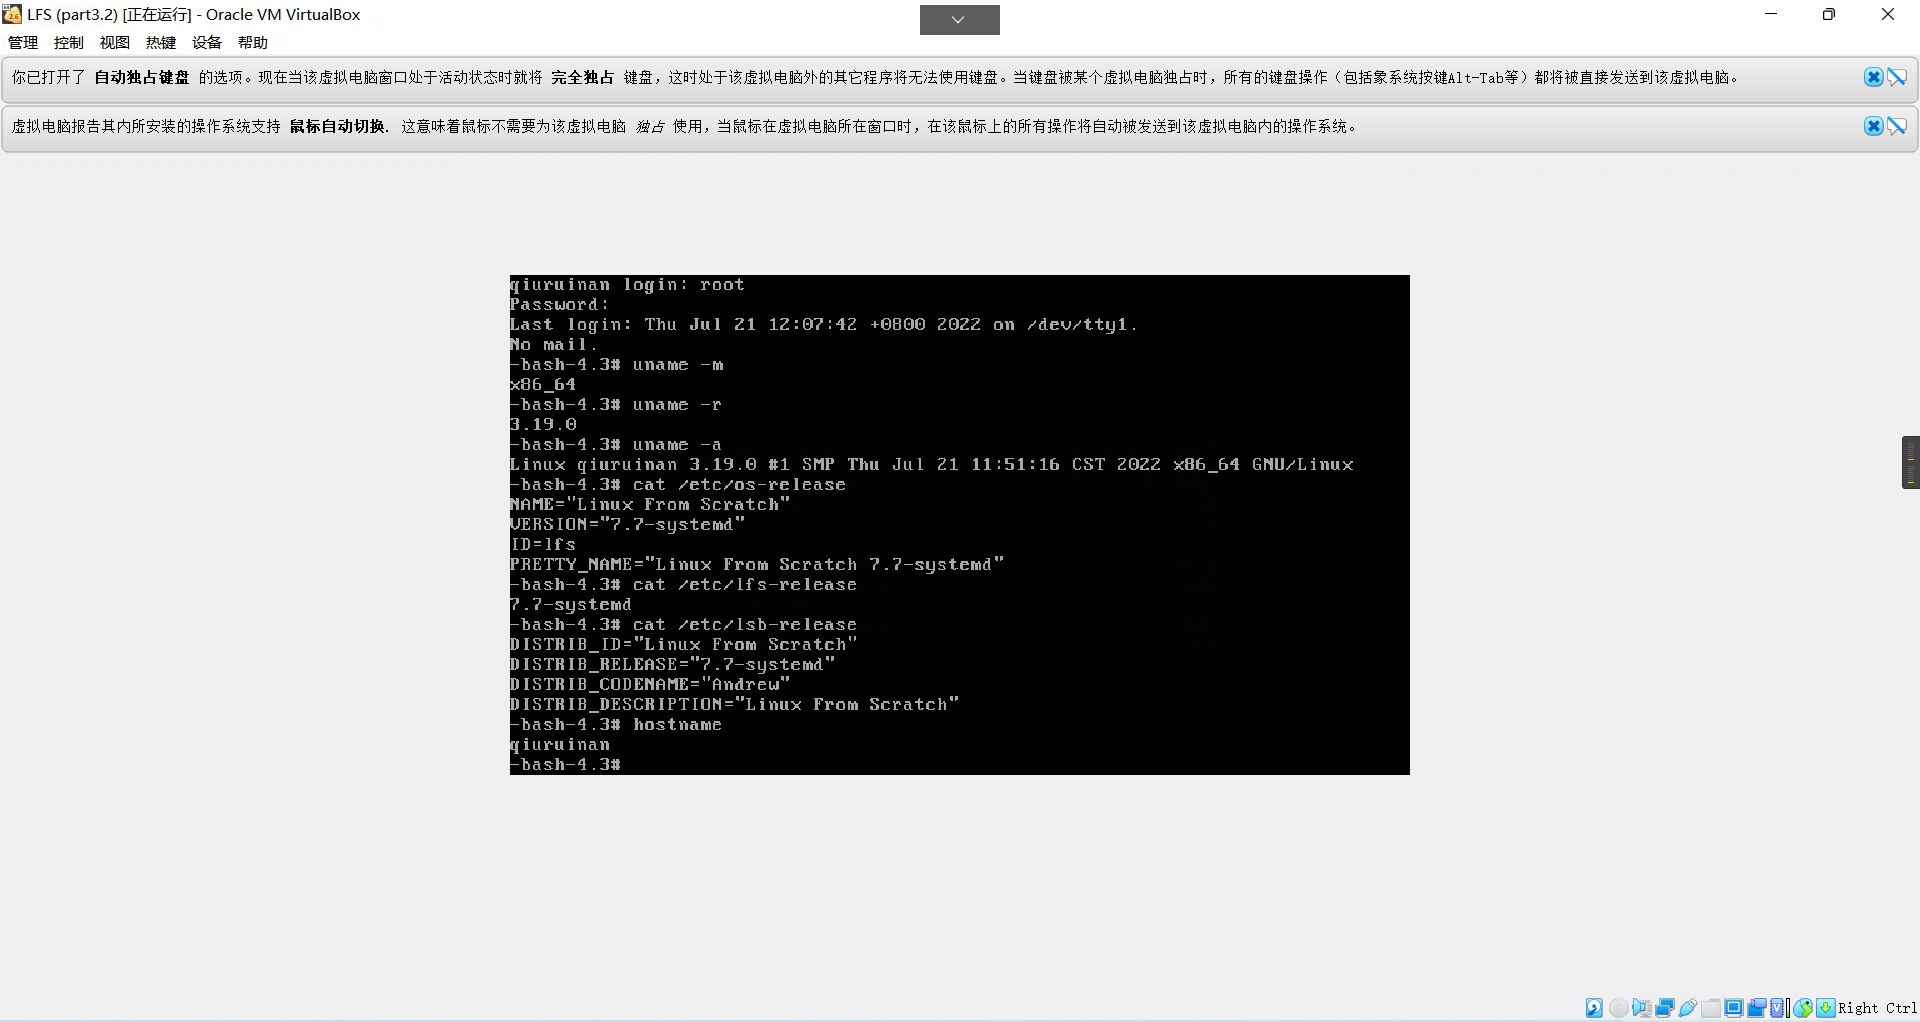 LFS (part3.2) [正在运行] - Oracle VM VirtualBox
管理 控制 视图 热键 设备 帮助
你已打开了 自动独占键盘 的选项。现在当该虚拟电脑窗口处于活动状态时就将 完全独占 键盘，这时处于该虚拟电脑外的其它程序将无法使用键盘。当键盘被某个虚拟电脑独占时，所有的键盘操作（包括象系统按键Alt-Tab等）都将被直接发送到该虚拟电脑。
虚拟电脑报告其内所安装的操作系统支持 鼠标自动切换. 这意味着鼠标不需要为该虚拟电脑 独占 使用，当鼠标在虚拟电脑所在窗口时，在该鼠标上的所有操作将自动被发送到该虚拟电脑内的操作系统。
qiuruinan login: root
Password:
Last login: Thu Jul 21 12:07:42 +0800 2022 on /dev/tty1.
No mail.
-bash-4.3# uname -m
x86_64
-bash-4.3# uname -r
3.19.0
-bash-4.3# uname -a
Linux qiuruinan 3.19.0 #1 SMP Thu Jul 21 11:51:16 CST 2022 x86_64 GNU/Linux
-bash-4.3# cat /etc/os-release
NAME="Linux From Scratch"
VERSION="7.7-systemd"
ID=lfs
PRETTY_NAME="Linux From Scratch 7.7-systemd"
-bash-4.3# cat /etc/lfs-release
7.7-systemd
-bash-4.3# cat /etc/lsb-release
DISTRIB_ID="Linux From Scratch"
DISTRIB_RELEASE="7.7-systemd"
DISTRIB_CODENAME="Andrew"
DISTRIB_DESCRIPTION="Linux From Scratch"
-bash-4.3# hostname
qiuruinan
-bash-4.3#
Right Ctrl